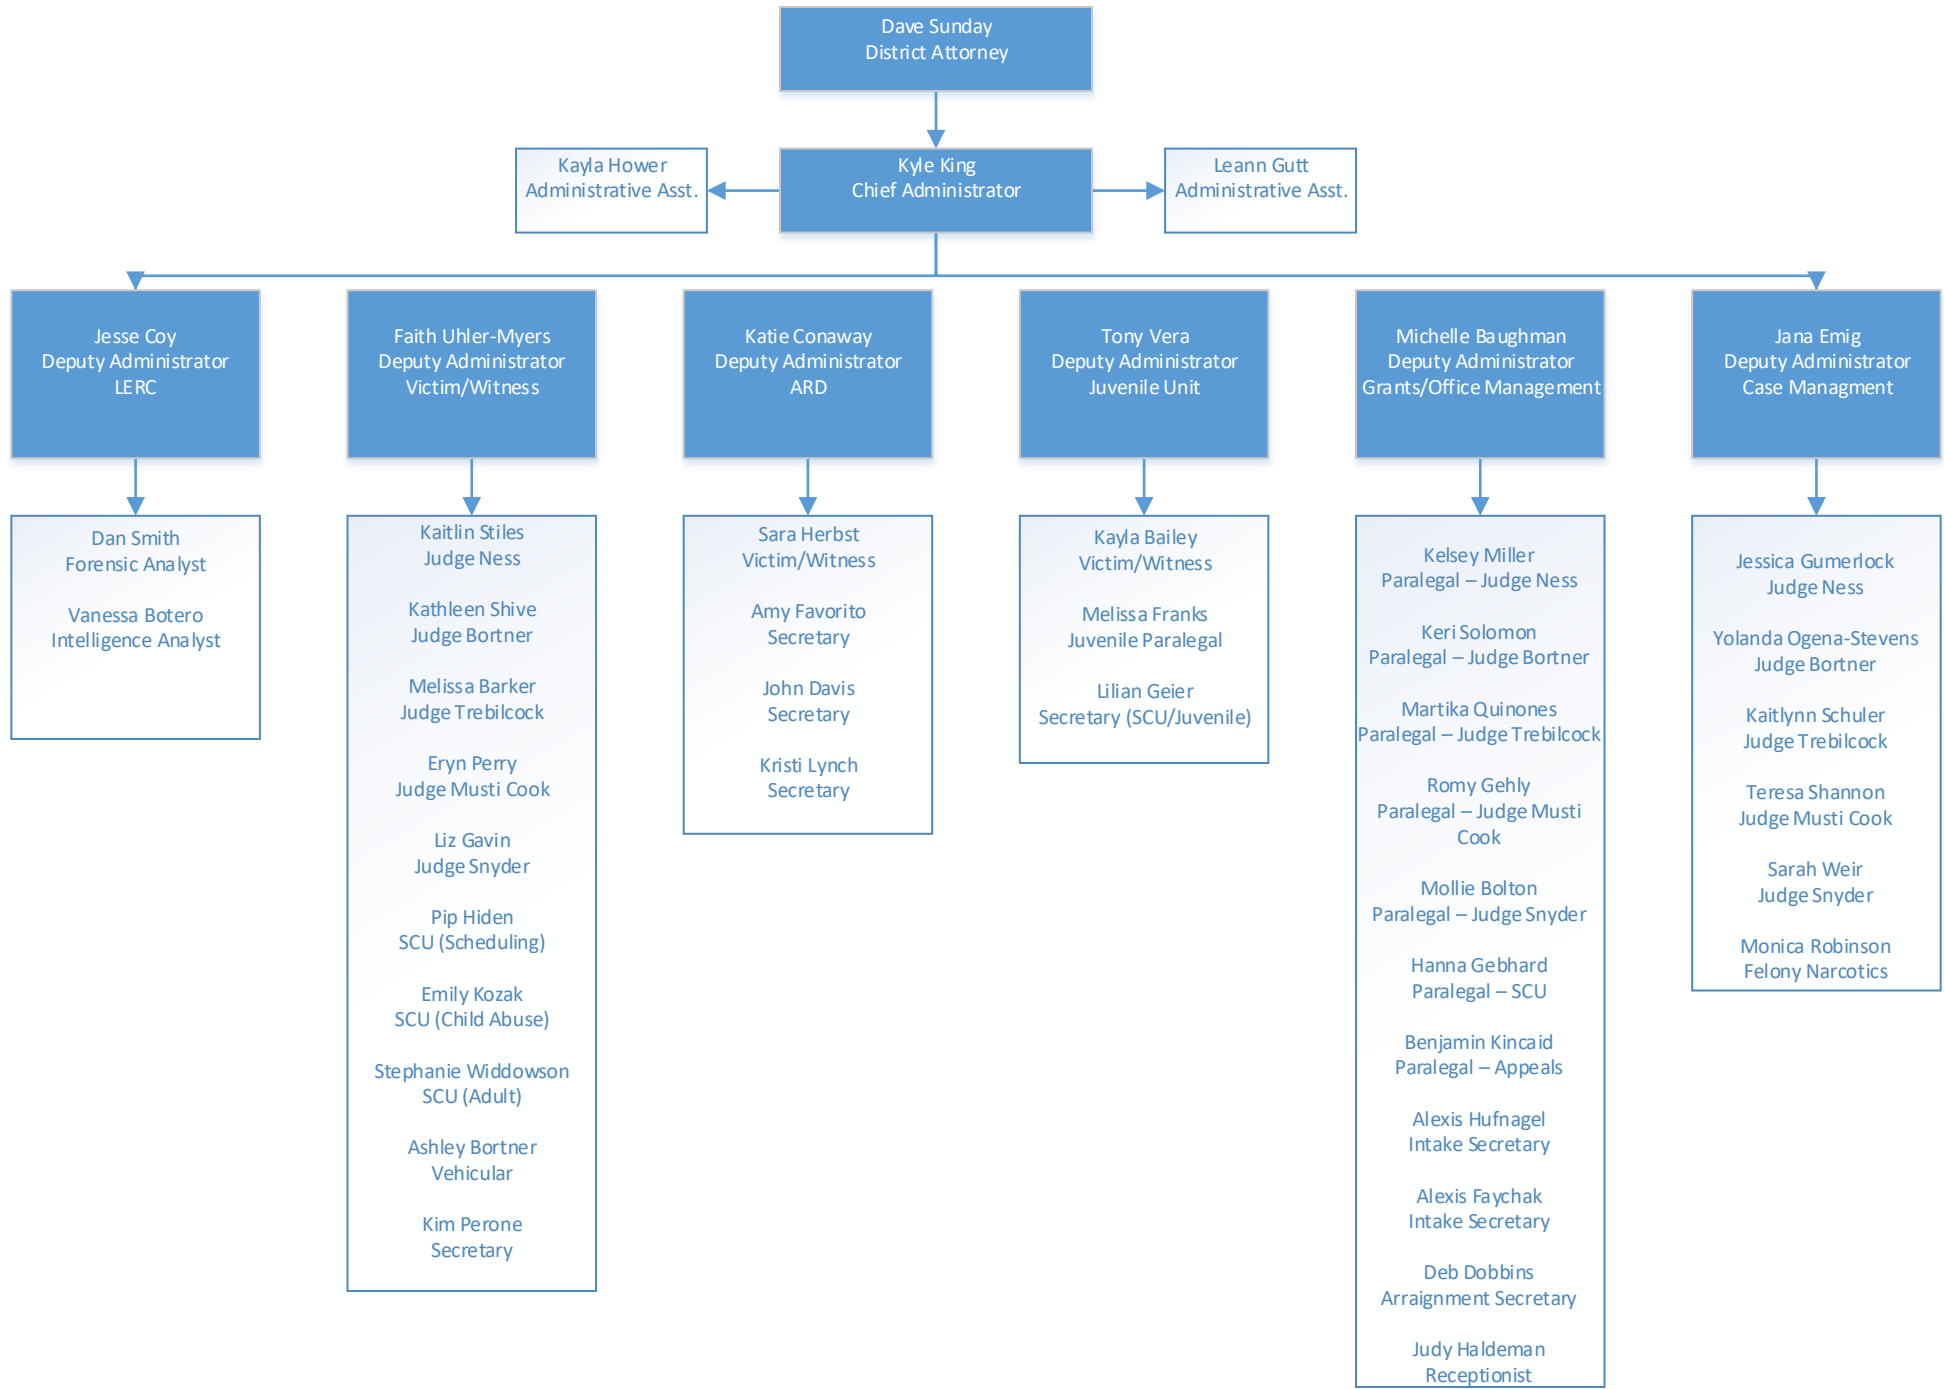 Dave Sunday
District Attorney
Kayla Hower
Administrative Asst.
Kyle King
Chief Administrator
Leann Gutt
Administrative Asst.
Jesse Coy
Deputy Administrator
LERC
Faith Uhler-Myers
Deputy Administrator
Victim/Witness
Katie Conaway
Deputy Administrator
ARD
Tony Vera
Deputy Administrator
Juvenile Unit
Michelle Baughman
Deputy Administrator
Grants/Office Management
Jana Emig
Deputy Administrator
Case Managment
Dan Smith
Forensic Analyst
Vanessa Botero
Intelligence Analyst
Kaitlin Stiles
Judge Ness
Kathleen Shive
Judge Bortner
Melissa Barker
Judge Trebilcock
Eryn Perry
Judge Musti Cook
Liz Gavin
Judge Snyder
Pip Hiden
SCU (Scheduling)
Emily Kozak
SCU (Child Abuse)
Stephanie Widdowson
SCU (Adult)
Ashley Bortner
Vehicular
Kim Perone
Secretary
Sara Herbst
Victim/Witness
Amy Favorito
Secretary
John Davis
Secretary
Kristi Lynch
Secretary
Kayla Bailey
Victim/Witness
Melissa Franks
Juvenile Paralegal
Lilian Geier
Secretary (SCU/Juvenile)
Kelsey Miller
Paralegal – Judge Ness
Keri Solomon
Paralegal – Judge Bortner
Martika Quinones
Paralegal – Judge Trebilcock
Romy Gehly
Paralegal – Judge Musti
Cook
Mollie Bolton
Paralegal – Judge Snyder
Hanna Gebhard
Paralegal – SCU
Benjamin Kincaid
Paralegal – Appeals
Alexis Hufnagel
Intake Secretary
Alexis Faychak
Intake Secretary
Deb Dobbins
Arraignment Secretary
Judy Haldeman
Receptionist
Jessica Gumerlock
Judge Ness
Yolanda Ogena-Stevens
Judge Bortner
Kaitlynn Schuler
Judge Trebilcock
Teresa Shannon
Judge Musti Cook
Sarah Weir
Judge Snyder
Monica Robinson
Felony Narcotics